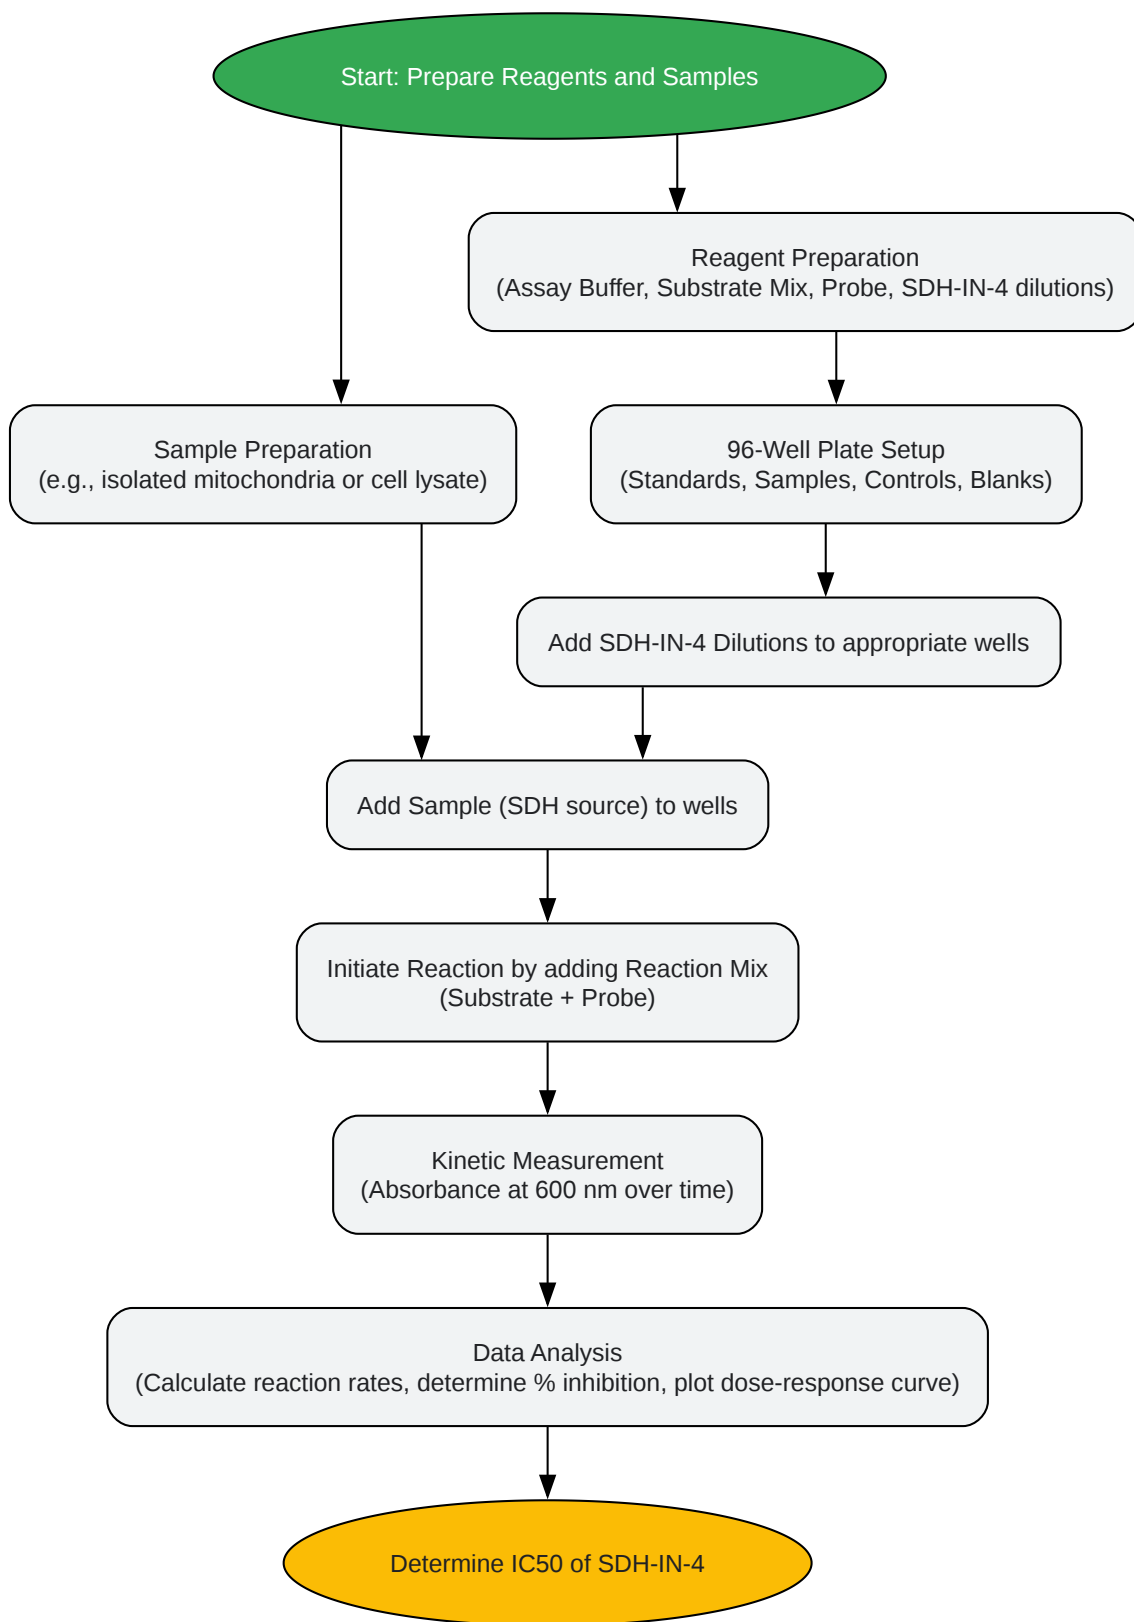 Start: Prepare Reagents and Samples
Reagent Preparation
(Assay Buffer, Substrate Mix, Probe, SDH-IN-4 dilutions)
Sample Preparation
(e.g., isolated mitochondria or cell lysate)
96-Well Plate Setup
(Standards, Samples, Controls, Blanks)
Add SDH-IN-4 Dilutions to appropriate wells
Add Sample (SDH source) to wells
Initiate Reaction by adding Reaction Mix
(Substrate + Probe)
Kinetic Measurement
(Absorbance at 600 nm over time)
Data Analysis
(Calculate reaction rates, determine % inhibition, plot dose-response curve)
Determine IC50 of SDH-IN-4